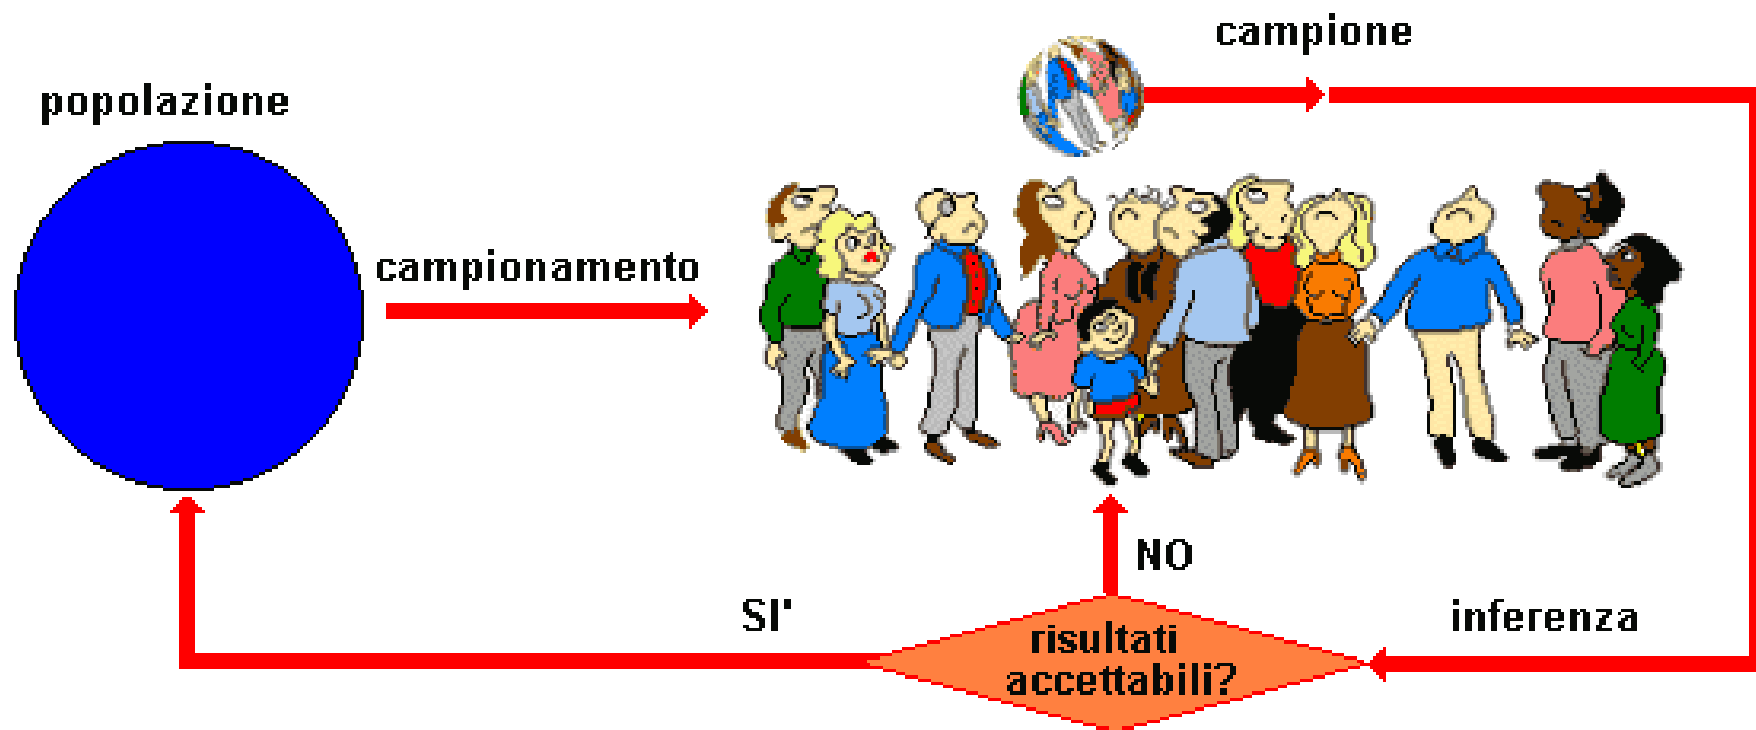 campione
popolazione
campionamento
NO
SI'
inferenza
risultati
accettabili?